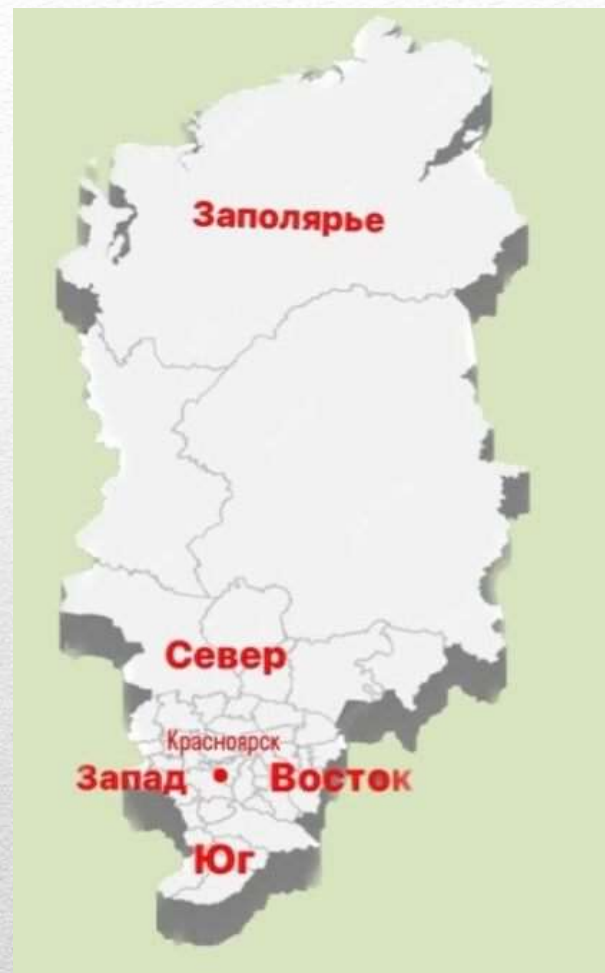 Заполярье
Север
Красноярск
Запад
Восток
Юг